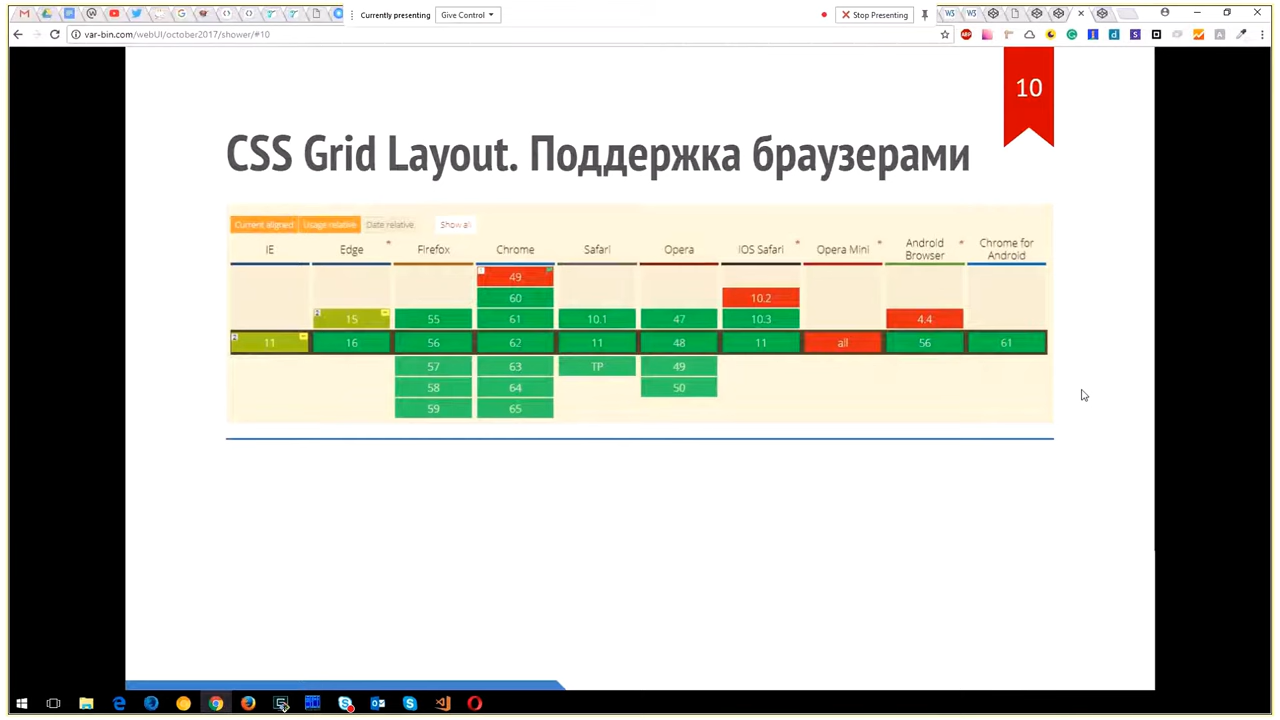 Currently presenting
Give Control
Stop Presenting
var-bin.com/webUI/october2017/shower/#10
10
CSS Grid Layout. Поддержка браузерами
Current aligned Usage relative Date relative Show all
IE Edge Firefox Chrome Safari Opera iOS Safari Opera Mini Android Browser Chrome for Android
49
60 10.2
15 55 61 10.1 47 10.3 4.4
11 16 56 62 11 48 11 all 56 61
57 63 TP 49
58 64 50
59 65